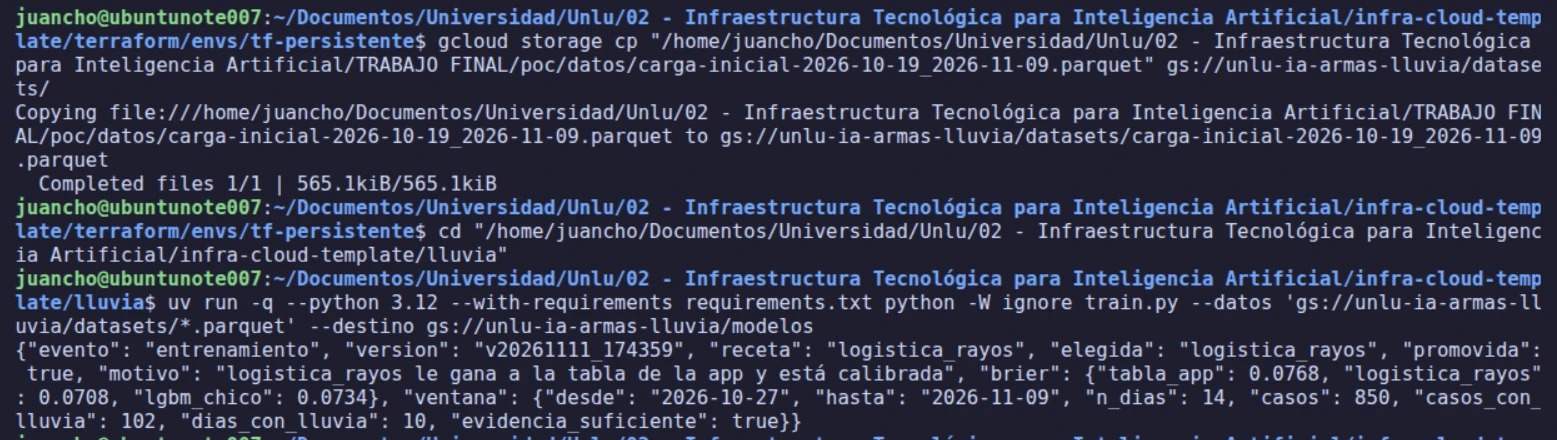 juancho@ubuntunote007:~/Documentos/Universidad/Unlu/02 - Infraestructura Tecnológica para Inteligencia Artificial/infra-cloud-temp
late/terraform/envs/tf-persistente$ gcloud storage cp "/home/juancho/Documentos/Universidad/Unlu/02 - Infraestructura Tecnológica
para Inteligencia Artificial/TRABAJO FINAL/poc/datos/carga-inicial-2026-10-19_2026-11-09.parquet" gs://unlu-ia-armas-lluvia/datase
ts/
Copying file:///home/juancho/Documentos/Universidad/Unlu/02 - Infraestructura Tecnológica para Inteligencia Artificial/TRABAJO FIN
AL/poc/datos/carga-inicial-2026-10-19_2026-11-09.parquet to gs://unlu-ia-armas-lluvia/datasets/carga-inicial-2026-10-19_2026-11-09
.parquet
  Completed files 1/1 | 565.1kiB/565.1kiB
juancho@ubuntunote007:~/Documentos/Universidad/Unlu/02 - Infraestructura Tecnológica para Inteligencia Artificial/infra-cloud-temp
late/terraform/envs/tf-persistente$ cd "/home/juancho/Documentos/Universidad/Unlu/02 - Infraestructura Tecnológica para Inteligenc
ia Artificial/infra-cloud-template/lluvia"
juancho@ubuntunote007:~/Documentos/Universidad/Unlu/02 - Infraestructura Tecnológica para Inteligencia Artificial/infra-cloud-temp
late/lluvia$ uv run -q --python 3.12 --with-requirements requirements.txt python -W ignore train.py --datos 'gs://unlu-ia-armas-ll
uvia/datasets/*.parquet' --destino gs://unlu-ia-armas-lluvia/modelos
{"evento": "entrenamiento", "version": "v20261111_174359", "receta": "logistica_rayos", "elegida": "logistica_rayos", "promovida":
 true, "motivo": "logistica_rayos le gana a la tabla de la app y está calibrada", "brier": {"tabla_app": 0.0768, "logistica_rayos"
: 0.0708, "lgbm_chico": 0.0734}, "ventana": {"desde": "2026-10-27", "hasta": "2026-11-09", "n_dias": 14, "casos": 850, "casos_con_
lluvia": 102, "dias_con_lluvia": 10, "evidencia_suficiente": true}}